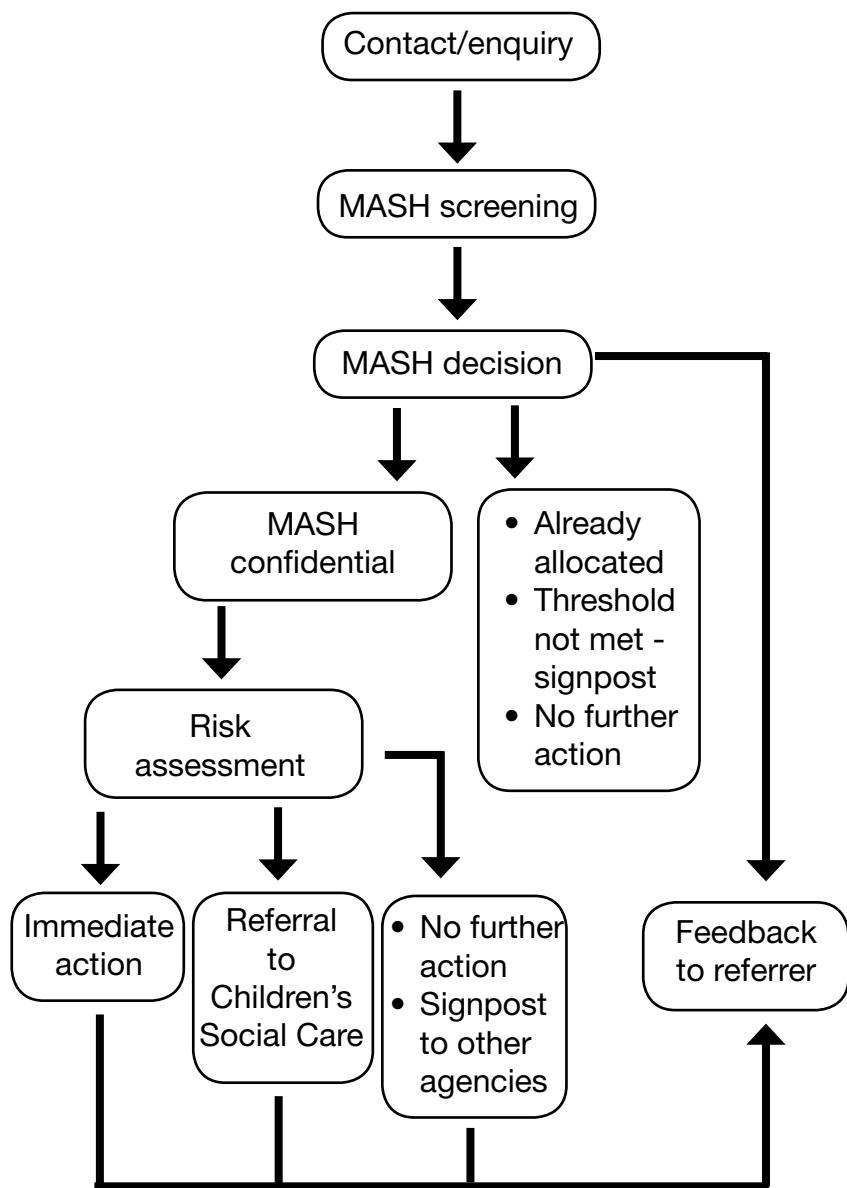 Contact/enquiry
MASH screening
MASH decision
MASH
confidential
• Already
allocated
• Threshold
not met -
signpost
• No further
action
Risk
assessment
Immediate
action
Referral
to
Children's
Social Care
• No further
action
• Signpost
to other
agencies
Feedback
to referrer